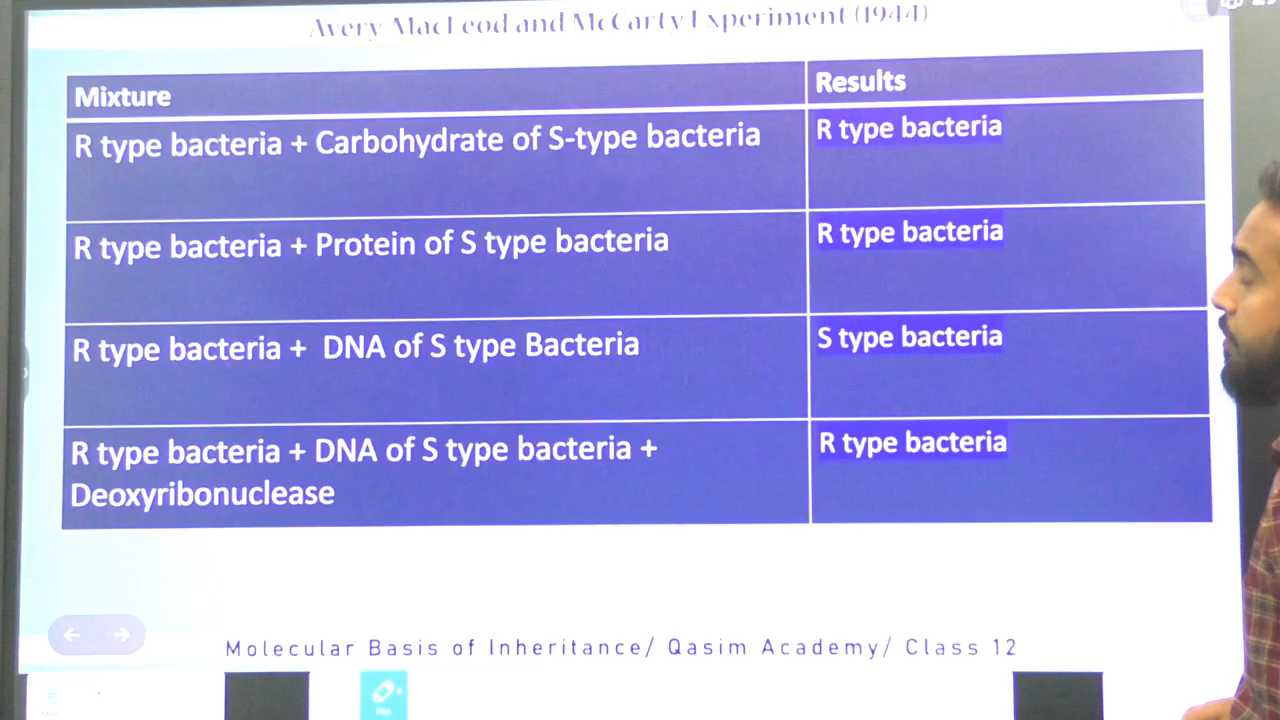 Avery, MacLeod and McCarty Experiment (1944)
Mixture
Results
R type bacteria + Carbohydrate of S-type bacteria
R type bacteria
R type bacteria + Protein of S type bacteria
R type bacteria
R type bacteria + DNA of S type Bacteria
S type bacteria
R type bacteria + DNA of S type bacteria +
Deoxyribonuclease
R type bacteria
Molecular Basis of Inheritance/ Qasim Academy/ Class 12
Pen